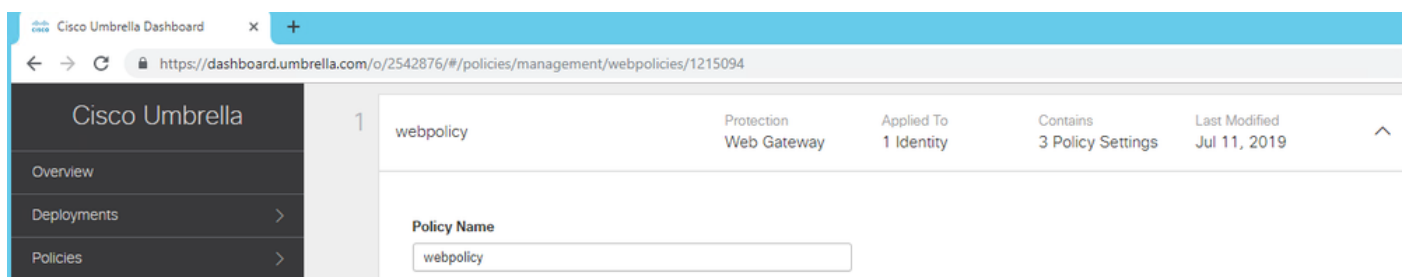 Cisco Umbrella Dashboard
https://dashboard.umbrella.com/o/2542876/#/policies/management/webpolicies/1215094
Cisco Umbrella
Overview
Deployments
Policies
1
webpolicy
Protection
Web Gateway
Applied To
1 Identity
Contains
3 Policy Settings
Last Modified
Jul 11, 2019
Policy Name
webpolicy